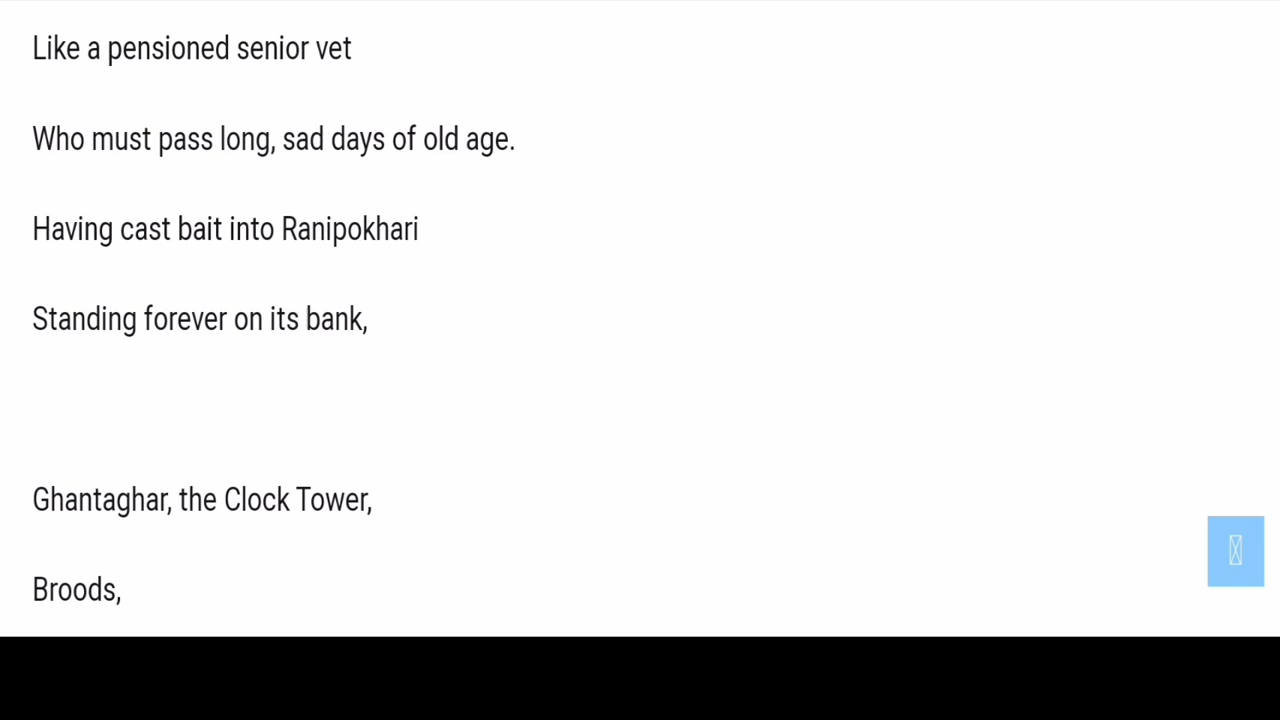 Like a pensioned senior vet
Who must pass long, sad days of old age.
Having cast bait into Ranipokhari
Standing forever on its bank,
Ghantaghar, the Clock Tower,
Broods,